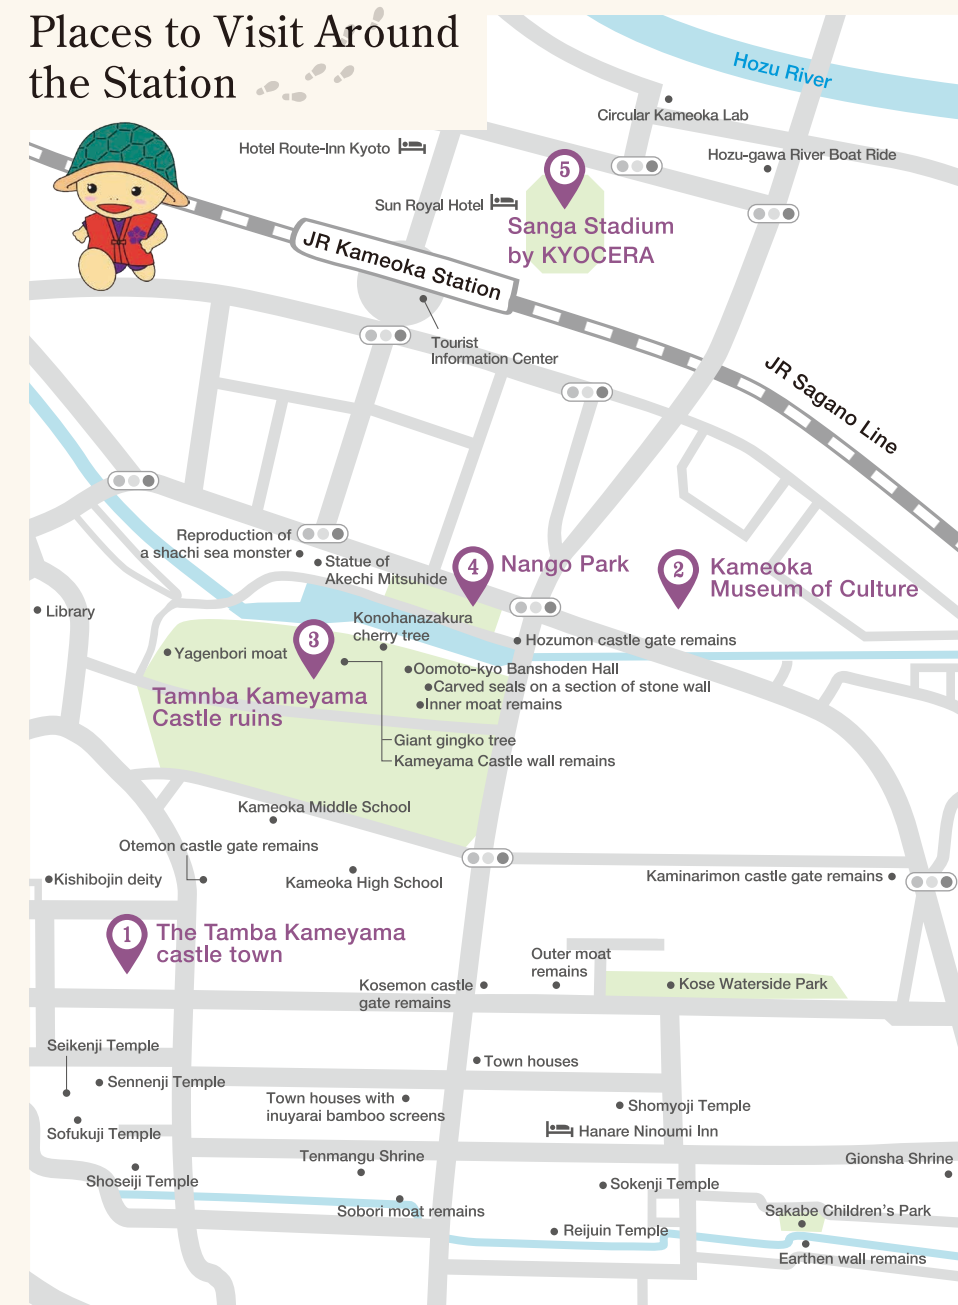 Places to Visit Around
the Station
Hozu River
Circular Kameoka Lab
Hotel Route-Inn Kyoto
Hozu-gawa River Boat Ride
5
Sun Royal Hotel
Sanga Stadium
by KYOCERA
JR Kameoka Station
Tourist
Information Center
JR Sagano Line
Reproduction of
a shachi sea monster
Statue of
Akechi Mitsuhide
4
Nango Park
2
Kameoka
Museum of Culture
Library
Konohanazakura
cherry tree
3
Hozumon castle gate remains
Yagenbori moat
Oomoto-kyo Banshoden Hall
Carved seals on a section of stone wall
Inner moat remains
Tamnba Kameyama
Castle ruins
Giant gingko tree
Kameyama Castle wall remains
Kameoka Middle School
Otemon castle gate remains
Kishibojin deity
Kameoka High School
Kaminarimon castle gate remains
1
The Tamba Kameyama
castle town
Outer moat
remains
Kosemon castle
gate remains
Kose Waterside Park
Seikenji Temple
Town houses
Sennenji Temple
Town houses with
inuyarai bamboo screens
Shomyoji Temple
Sofukuji Temple
Hanare Ninoumi Inn
Tenmangu Shrine
Gionsha Shrine
Shoseiji Temple
Sokenji Temple
Sobori moat remains
Sakabe Children's Park
Reijuin Temple
Earthen wall remains